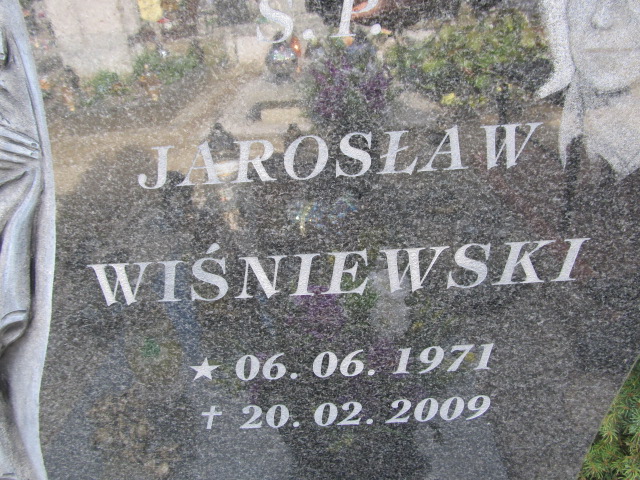 Ś.P.
JAROSŁAW
WIŚNIEWSKI
★ 06. 06. 1971
✝ 20. 02. 2009